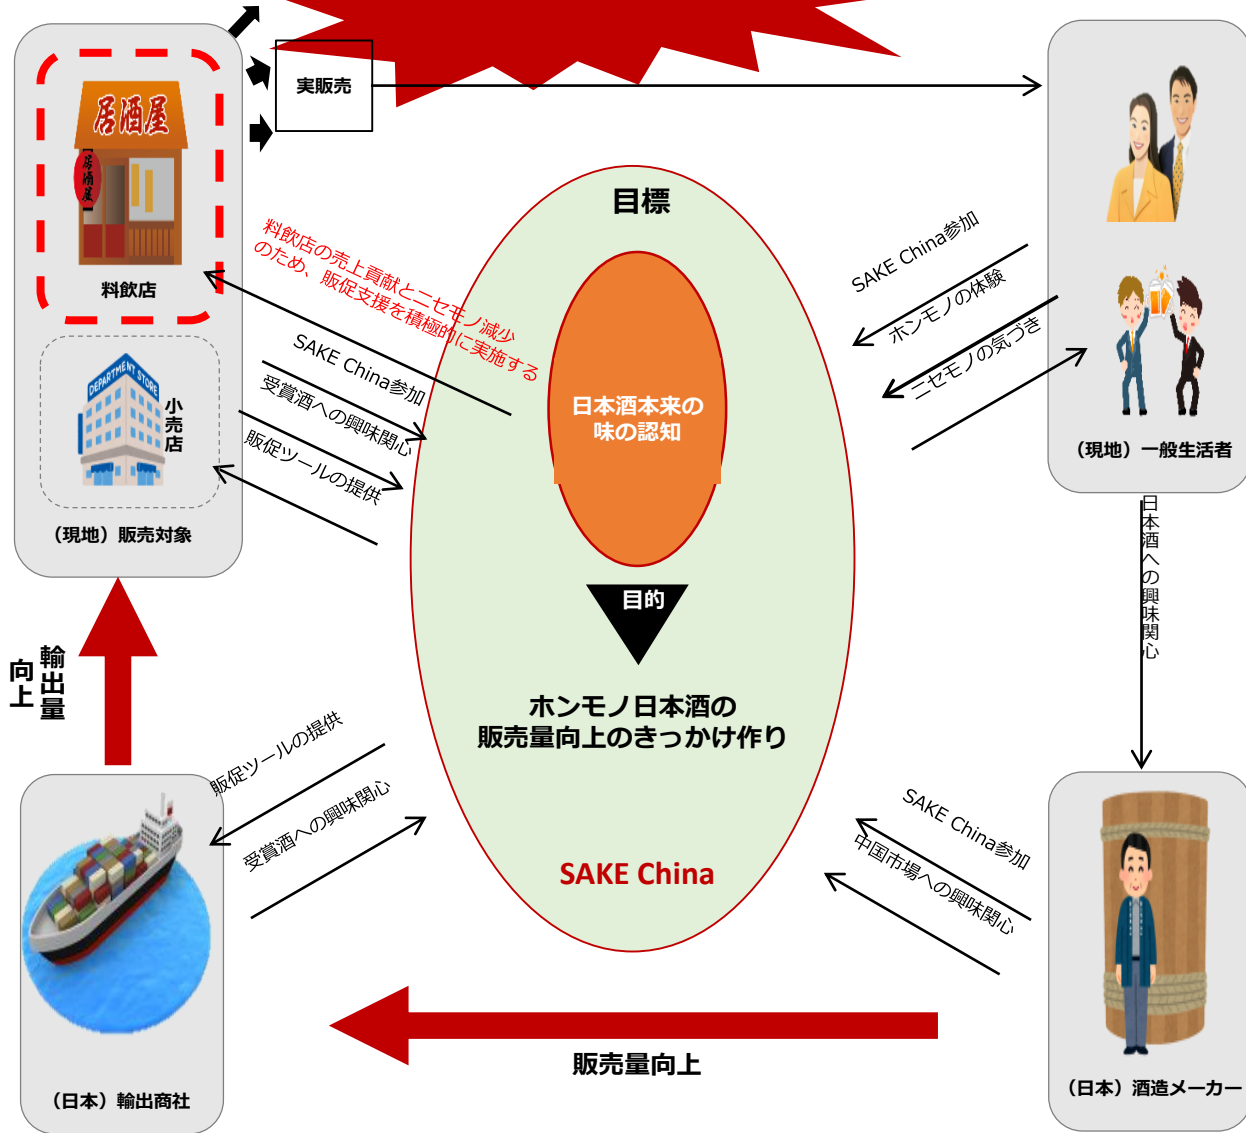 実販売
居酒屋
【居酒屋】
料飲店
DEPARTMENT STORE
小売店
（現地）販売対象
目標
料飲店の売上貢献とニセモノ減少
のため、販促支援を積極的に実施する
SAKE China参加
受賞酒への興味関心
販促ツールの提供
日本酒本来の
味の認知
目的
ホンモノ日本酒の
販売量向上のきっかけ作り
SAKE China
SAKE China参加
ホンモノの体験
ニセモノの気づき
（現地）一般生活者
日本酒への興味関心
輸出量
向上
販促ツールの提供
受賞酒への興味関心
SAKE China参加
中国市場への興味関心
販売量向上
（日本）輸出商社
（日本）酒造メーカー